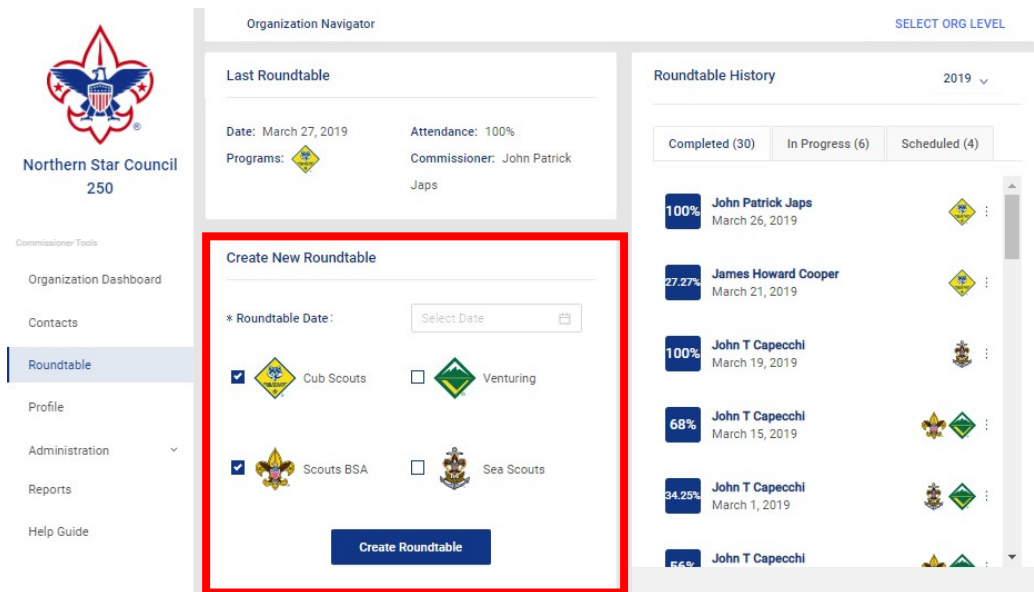 Northern Star Council
250
Commissioner Tools
Organization Dashboard
Contacts
Roundtable
Profile
Administration
Reports
Help Guide
Organization Navigator
SELECT ORG LEVEL
Last Roundtable
Date: March 27, 2019
Programs:
Attendance: 100%
Commissioner: John Patrick
Japs
Create New Roundtable
* Roundtable Date:
Select Date
Cub Scouts
Venturing
Scouts BSA
Sea Scouts
Create Roundtable
Roundtable History
2019
Completed (30)
In Progress (6)
Scheduled (4)
100%
John Patrick Japs
March 26, 2019
27.27%
James Howard Cooper
March 21, 2019
100%
John T Capecchi
March 19, 2019
68%
John T Capecchi
March 15, 2019
34.25%
John T Capecchi
March 1, 2019
56%
John T Capecchi